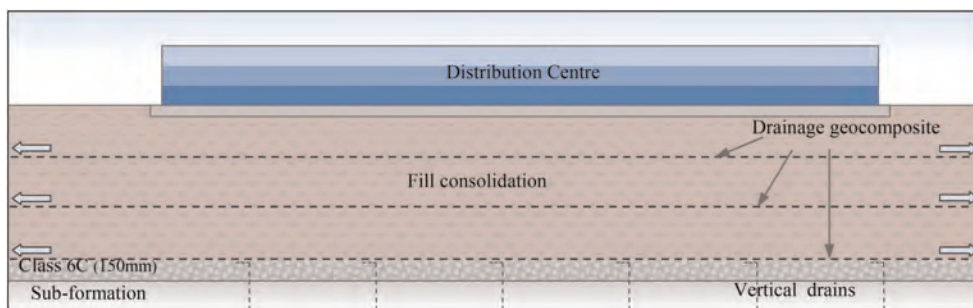 Distribution Centre
Drainage geocomposite
Fill consolidation
Class 6C (150mm)
Sub-formation
Vertical drains